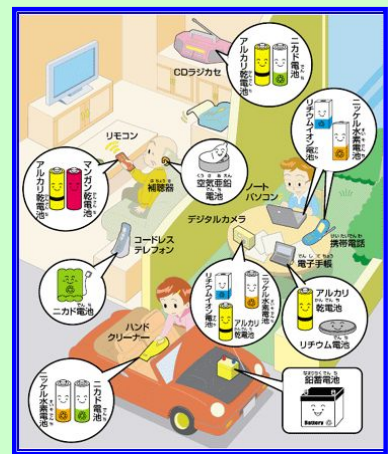 CDラジカセ
アルカリ乾電池
ニカド電池
リモコン
アルカリ乾電池
マンガン乾電池
補聴器
空気亜鉛
電池
ニッケル水素電池
リチウムイオン電池
ノート
パソコン
携帯電話
デジタルカメラ
電子手帳
コードレス
テレフォン
ニカド電池
リチウムイオン電池
ニッケル水素電池
アルカリ
乾電池
アルカリ
乾電池
リチウム電池
ハンド
クリーナー
ニッケル水素電池
ニカド電池
鉛蓄電池
Battery